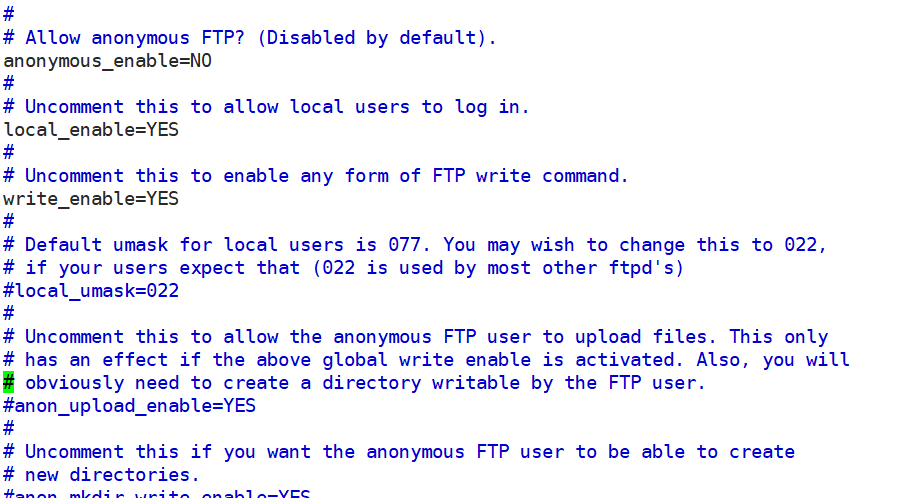 #
# Allow anonymous FTP? (Disabled by default).
anonymous_enable=NO
#
# Uncomment this to allow local users to log in.
local_enable=YES
#
# Uncomment this to enable any form of FTP write command.
write_enable=YES
#
# Default umask for local users is 077. You may wish to change this to 022,
# if your users expect that (022 is used by most other ftpd's)
#local_umask=022
#
# Uncomment this to allow the anonymous FTP user to upload files. This only
# has an effect if the above global write enable is activated. Also, you will
# obviously need to create a directory writable by the FTP user.
#anon_upload_enable=YES
#
# Uncomment this if you want the anonymous FTP user to be able to create
# new directories.
#anon_mkdir_write_enable=YES